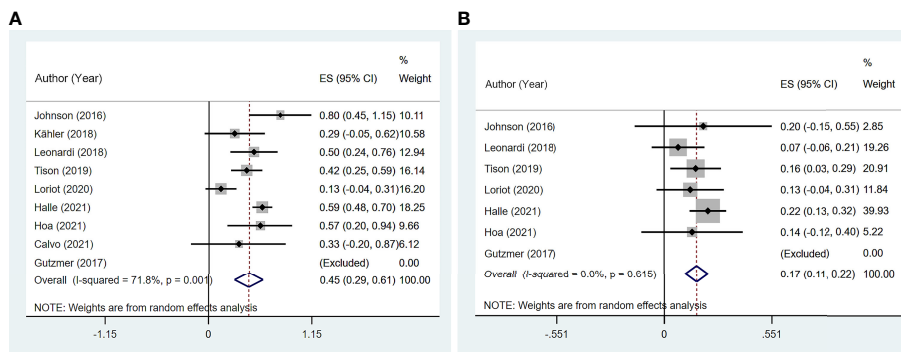 A
%
Author (Year) ES (95% CI) Weight
Johnson (2016) 0.80 (0.45, 1.15) 10.11
Kähler (2018) 0.29 (-0.05, 0.62) 10.58
Leonardi (2018) 0.50 (0.24, 0.76) 12.94
Tison (2019) 0.42 (0.25, 0.59) 16.14
Loriot (2020) 0.13 (-0.04, 0.31) 16.20
Halle (2021) 0.59 (0.48, 0.70) 18.25
Hoa (2021) 0.57 (0.20, 0.94) 9.66
Calvo (2021) 0.33 (-0.20, 0.87) 6.12
Gutzmer (2017) (Excluded) 0.00
Overall (I-squared = 71.8%, p = 0.001) 0.45 (0.29, 0.61) 100.00
NOTE: Weights are from random effects analysis
-1.15 0 1.15
B
%
Author (Year) ES (95% CI) Weight
Johnson (2016) 0.20 (-0.15, 0.55) 2.85
Leonardi (2018) 0.07 (-0.06, 0.21) 19.26
Tison (2019) 0.16 (0.03, 0.29) 20.91
Loriot (2020) 0.13 (-0.04, 0.31) 11.84
Halle (2021) 0.22 (0.13, 0.32) 39.93
Hoa (2021) 0.14 (-0.12, 0.40) 5.22
Gutzmer (2017) (Excluded) 0.00
Overall (I-squared = 0.0%, p = 0.615) 0.17 (0.11, 0.22) 100.00
NOTE: Weights are from random effects analysis
-.551 0 .551